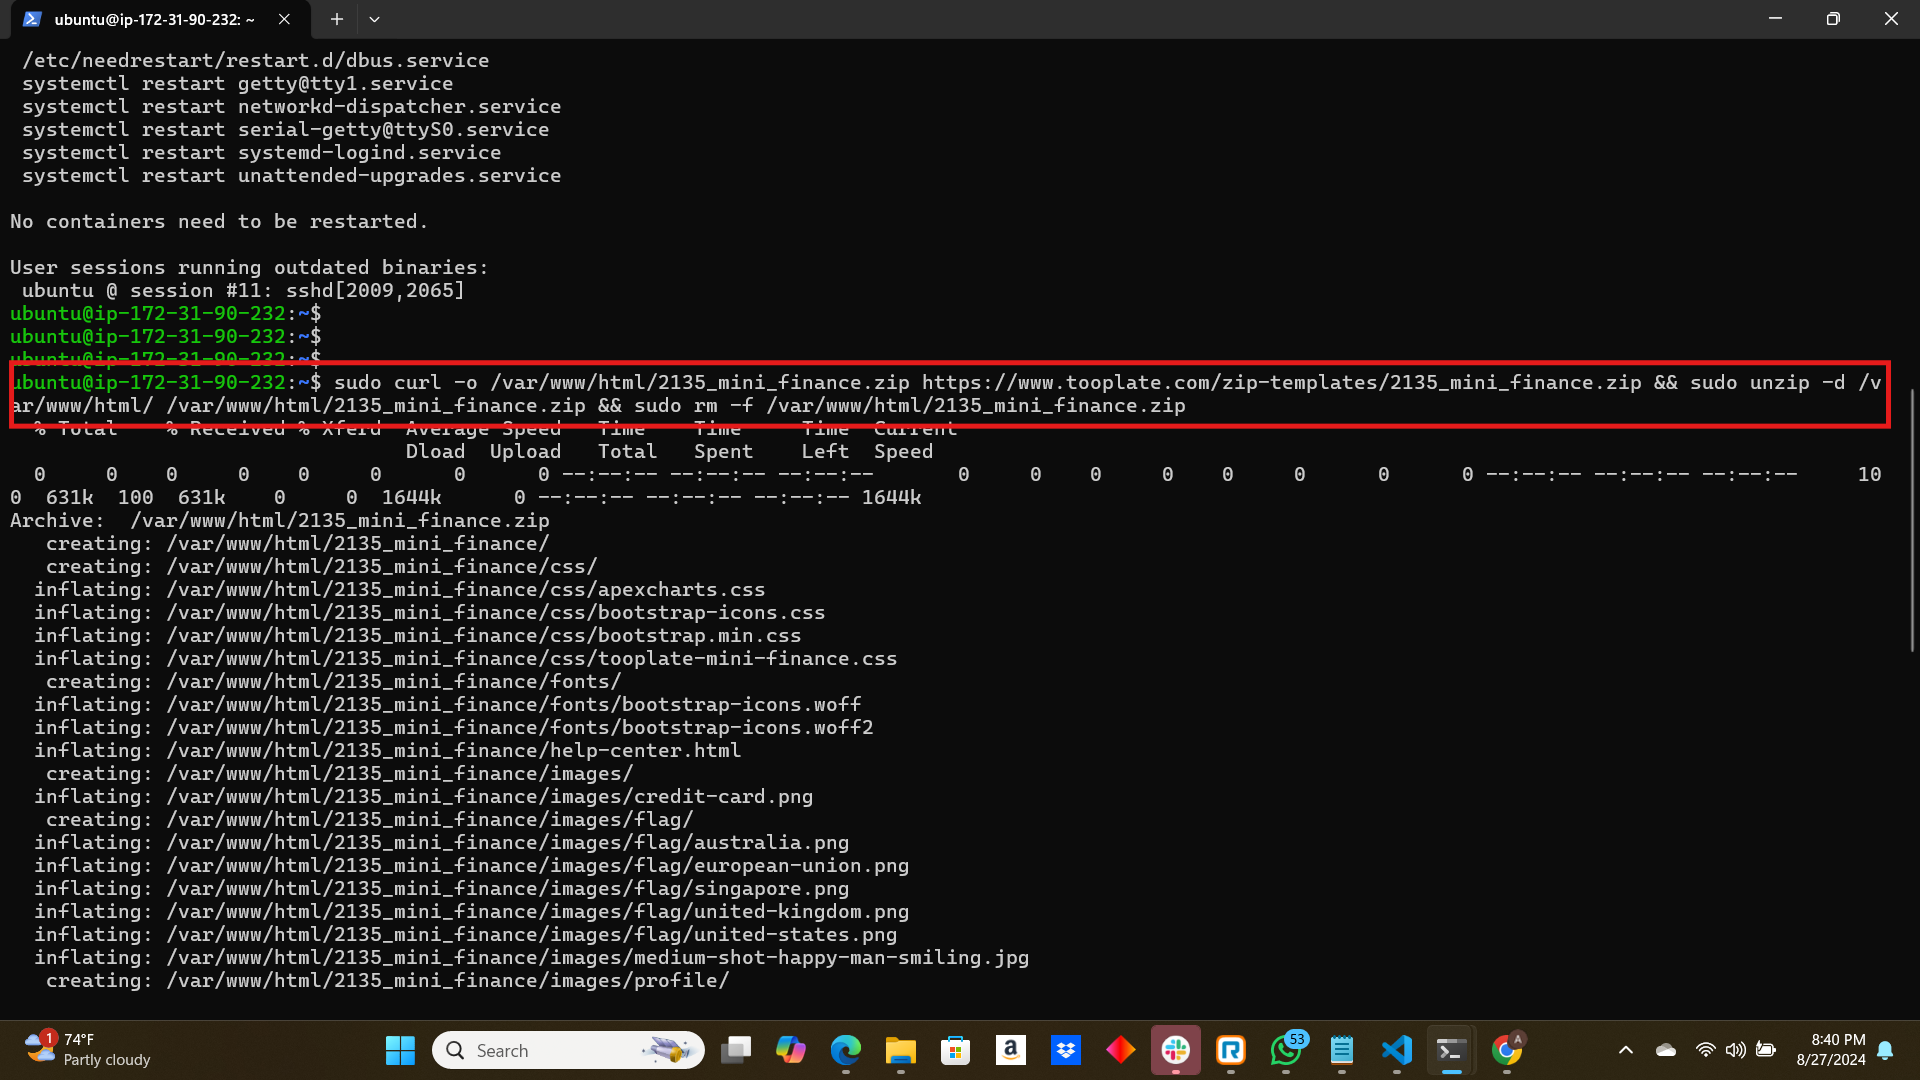 ubuntu@ip-172-31-90-232: ~
/etc/needrestart/restart.d/dbus.service
systemctl restart getty@tty1.service
systemctl restart networkd-dispatcher.service
systemctl restart serial-getty@ttyS0.service
systemctl restart systemd-logind.service
systemctl restart unattended-upgrades.service
No containers need to be restarted.
User sessions running outdated binaries:
ubuntu @ session #11: sshd[2009,2065]
ubuntu@ip-172-31-90-232:~$
ubuntu@ip-172-31-90-232:~$
ubuntu@ip-172-31-90-232:~$
ubuntu@ip-172-31-90-232:~$ sudo curl -o /var/www/html/2135_mini_finance.zip https://www.tooplate.com/zip-templates/2135_mini_finance.zip && sudo unzip -d /v
ar/www/html/ /var/www/html/2135_mini_finance.zip && sudo rm -f /var/www/html/2135_mini_finance.zip
% Total % Received % Xferd Average Speed Time Time Time Current
Dload Upload Total Spent Left Speed
0 0 0 0 0 0 0 0 --:--:-- --:--:-- --:--:-- 0 0 0 0 0 0 0 0 --:--:-- --:--:-- --:--:-- 10
0 631k 100 631k 0 0 1644k 0 --:--:-- --:--:-- --:--:-- 1644k
Archive: /var/www/html/2135_mini_finance.zip
creating: /var/www/html/2135_mini_finance/
creating: /var/www/html/2135_mini_finance/css/
inflating: /var/www/html/2135_mini_finance/css/apexcharts.css
inflating: /var/www/html/2135_mini_finance/css/bootstrap-icons.css
inflating: /var/www/html/2135_mini_finance/css/bootstrap.min.css
inflating: /var/www/html/2135_mini_finance/css/tooplate-mini-finance.css
creating: /var/www/html/2135_mini_finance/fonts/
inflating: /var/www/html/2135_mini_finance/fonts/bootstrap-icons.woff
inflating: /var/www/html/2135_mini_finance/fonts/bootstrap-icons.woff2
inflating: /var/www/html/2135_mini_finance/help-center.html
creating: /var/www/html/2135_mini_finance/images/
inflating: /var/www/html/2135_mini_finance/images/credit-card.png
creating: /var/www/html/2135_mini_finance/images/flag/
inflating: /var/www/html/2135_mini_finance/images/flag/australia.png
inflating: /var/www/html/2135_mini_finance/images/flag/european-union.png
inflating: /var/www/html/2135_mini_finance/images/flag/singapore.png
inflating: /var/www/html/2135_mini_finance/images/flag/united-kingdom.png
inflating: /var/www/html/2135_mini_finance/images/flag/united-states.png
inflating: /var/www/html/2135_mini_finance/images/medium-shot-happy-man-smiling.jpg
creating: /var/www/html/2135_mini_finance/images/profile/
1
74°F
Partly cloudy
Search
a
R
53
A
8:40 PM
8/27/2024